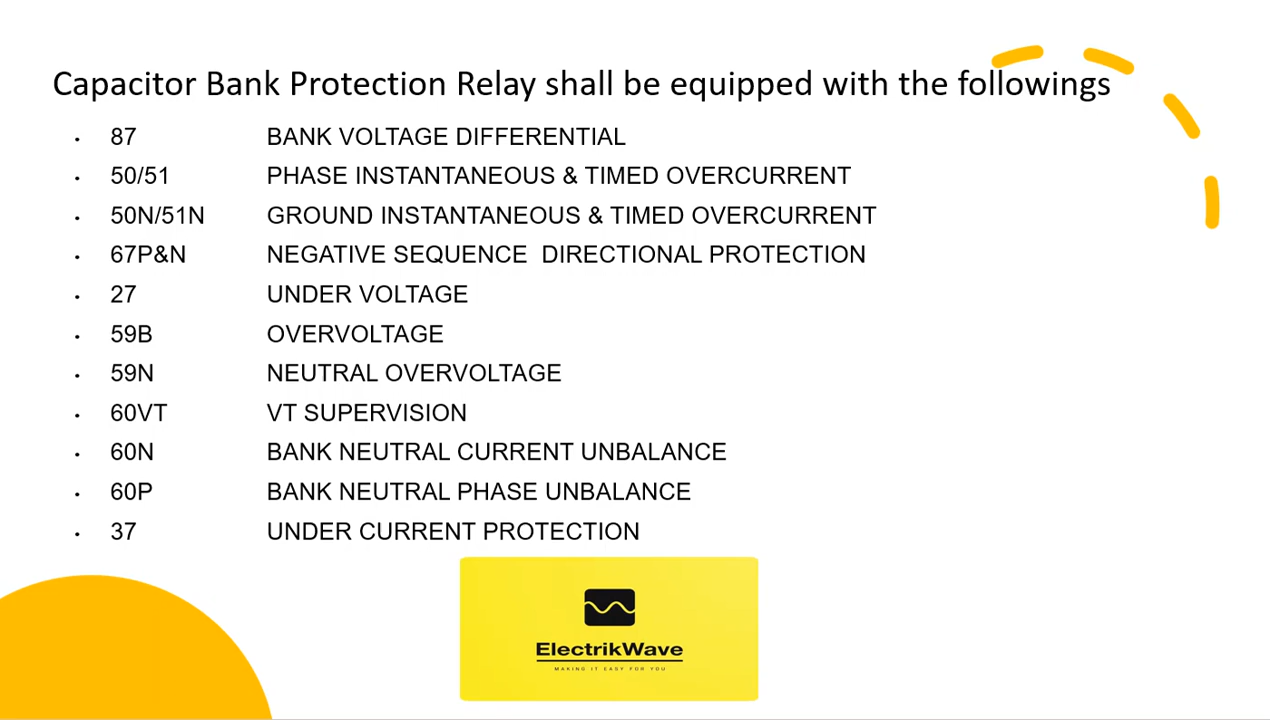 Capacitor Bank Protection Relay shall be equipped with the followings
• 87 BANK VOLTAGE DIFFERENTIAL
• 50/51 PHASE INSTANTANEOUS & TIMED OVERCURRENT
• 50N/51N GROUND INSTANTANEOUS & TIMED OVERCURRENT
• 67P&N NEGATIVE SEQUENCE DIRECTIONAL PROTECTION
• 27 UNDER VOLTAGE
• 59B OVERVOLTAGE
• 59N NEUTRAL OVERVOLTAGE
• 60VT VT SUPERVISION
• 60N BANK NEUTRAL CURRENT UNBALANCE
• 60P BANK NEUTRAL PHASE UNBALANCE
• 37 UNDER CURRENT PROTECTION
ElectrikWave
MAKING IT EASY FOR YOU